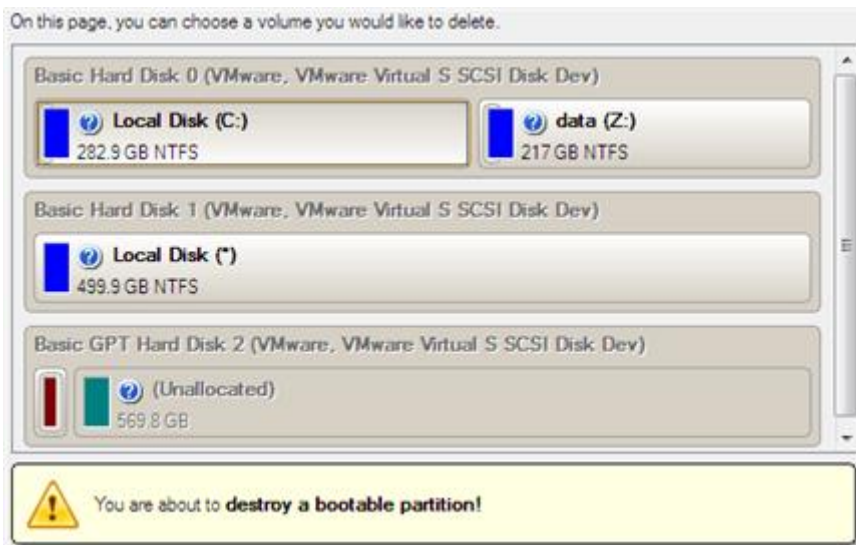 On this page, you can choose a volume you would like to delete.
Basic Hard Disk 0 (VMware, VMware Virtual S SCSI Disk Dev)
Local Disk (C:)
282.9 GB NTFS
data (Z:)
217 GB NTFS
Basic Hard Disk 1 (VMware, VMware Virtual S SCSI Disk Dev)
Local Disk (*)
499.9 GB NTFS
Basic GPT Hard Disk 2 (VMware, VMware Virtual S SCSI Disk Dev)
(Unallocated)
569.8 GB
You are about to destroy a bootable partition!